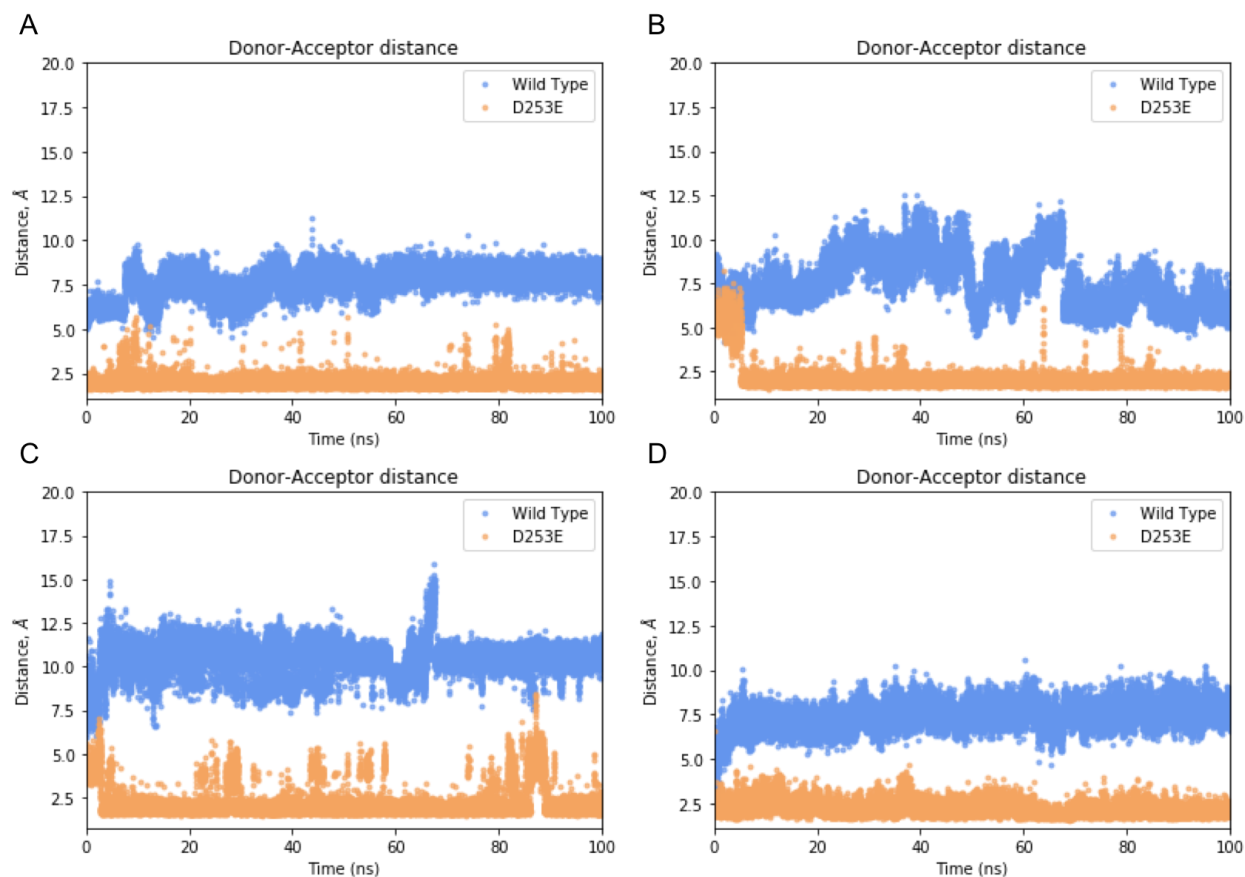 A
Donor-Acceptor distance
Distance, Å
20.0
17.5
15.0
12.5
10.0
7.5
5.0
2.5
Wild Type
D253E
0
20
40
60
80
100
Time (ns)
B
Donor-Acceptor distance
Distance, Å
20.0
17.5
15.0
12.5
10.0
7.5
5.0
2.5
Wild Type
D253E
0
20
40
60
80
100
Time (ns)
C
Donor-Acceptor distance
Distance, Å
20.0
17.5
15.0
12.5
10.0
7.5
5.0
2.5
Wild Type
D253E
0
20
40
60
80
100
Time (ns)
D
Donor-Acceptor distance
Distance, Å
20.0
17.5
15.0
12.5
10.0
7.5
5.0
2.5
Wild Type
D253E
0
20
40
60
80
100
Time (ns)